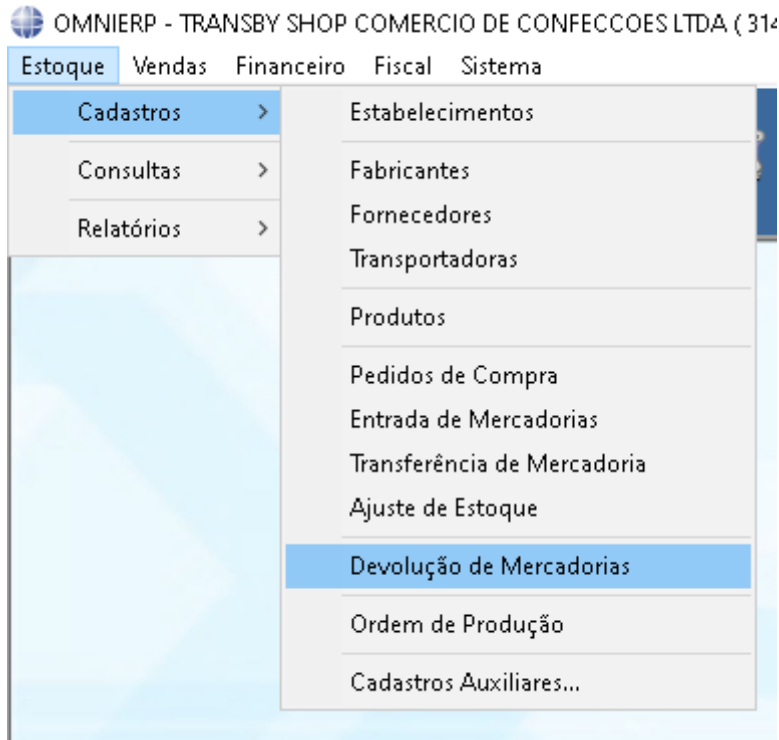 OMNIERP - TRANSBY SHOP COMERCIO DE CONFECCOES LTDA ( 314
Estoque Vendas Financeiro Fiscal Sistema
Cadastros
Consultas
Relatórios
Estabelecimentos
Fabricantes
Fornecedores
Transportadoras
Produtos
Pedidos de Compra
Entrada de Mercadorias
Transferência de Mercadoria
Ajuste de Estoque
Devolução de Mercadorias
Ordem de Produção
Cadastros Auxiliares...